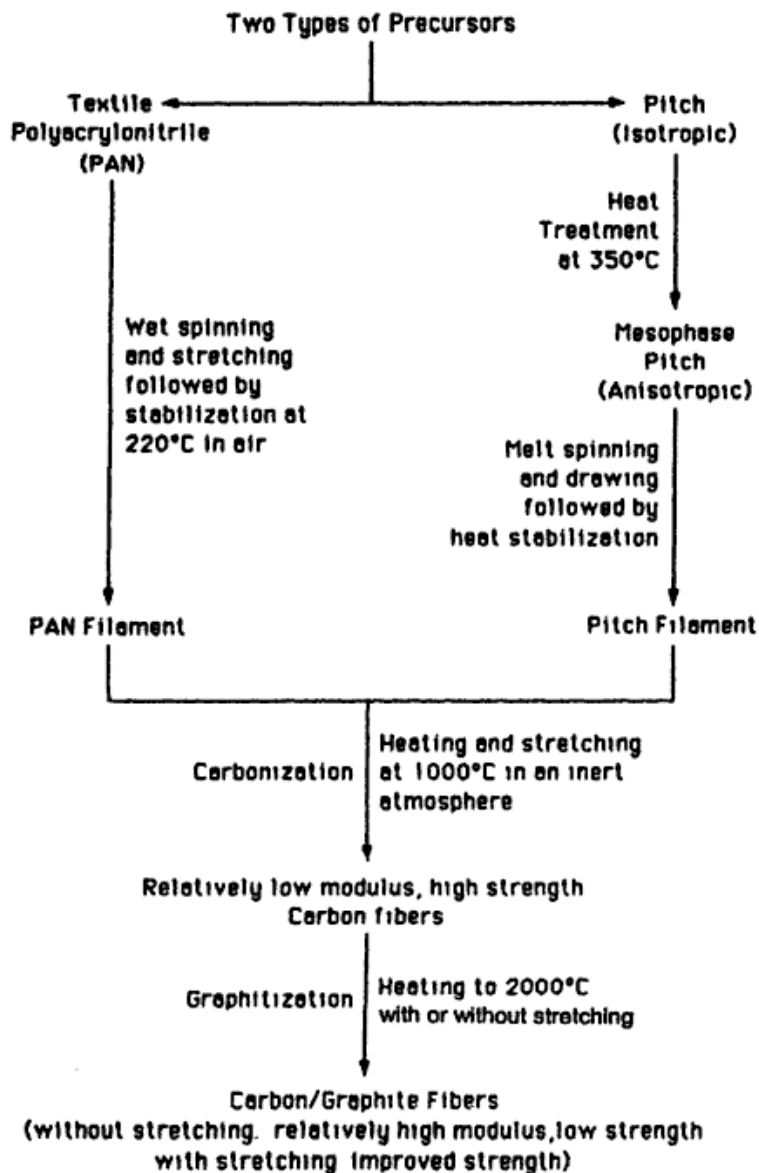 Two Types of Precursors
Textile
Polyacrylonitrile
(PAN)
Pitch
(Isotropic)
Heat
Treatment
at 350°C
Wet spinning
and stretching
followed by
stabilization at
220°C in air
Mesophase
Pitch
(Anisotropic)
Melt spinning
and drawing
followed by
heat stabilization
PAN Filament
Pitch Filament
Carbonization
Heating and stretching
at 1000°C in an inert
atmosphere
Relatively low modulus, high strength
Carbon fibers
Graphitization
Heating to 2000°C
with or without stretching
Carbon/Graphite Fibers
(without stretching. relatively high modulus,low strength
with stretching improved strength)